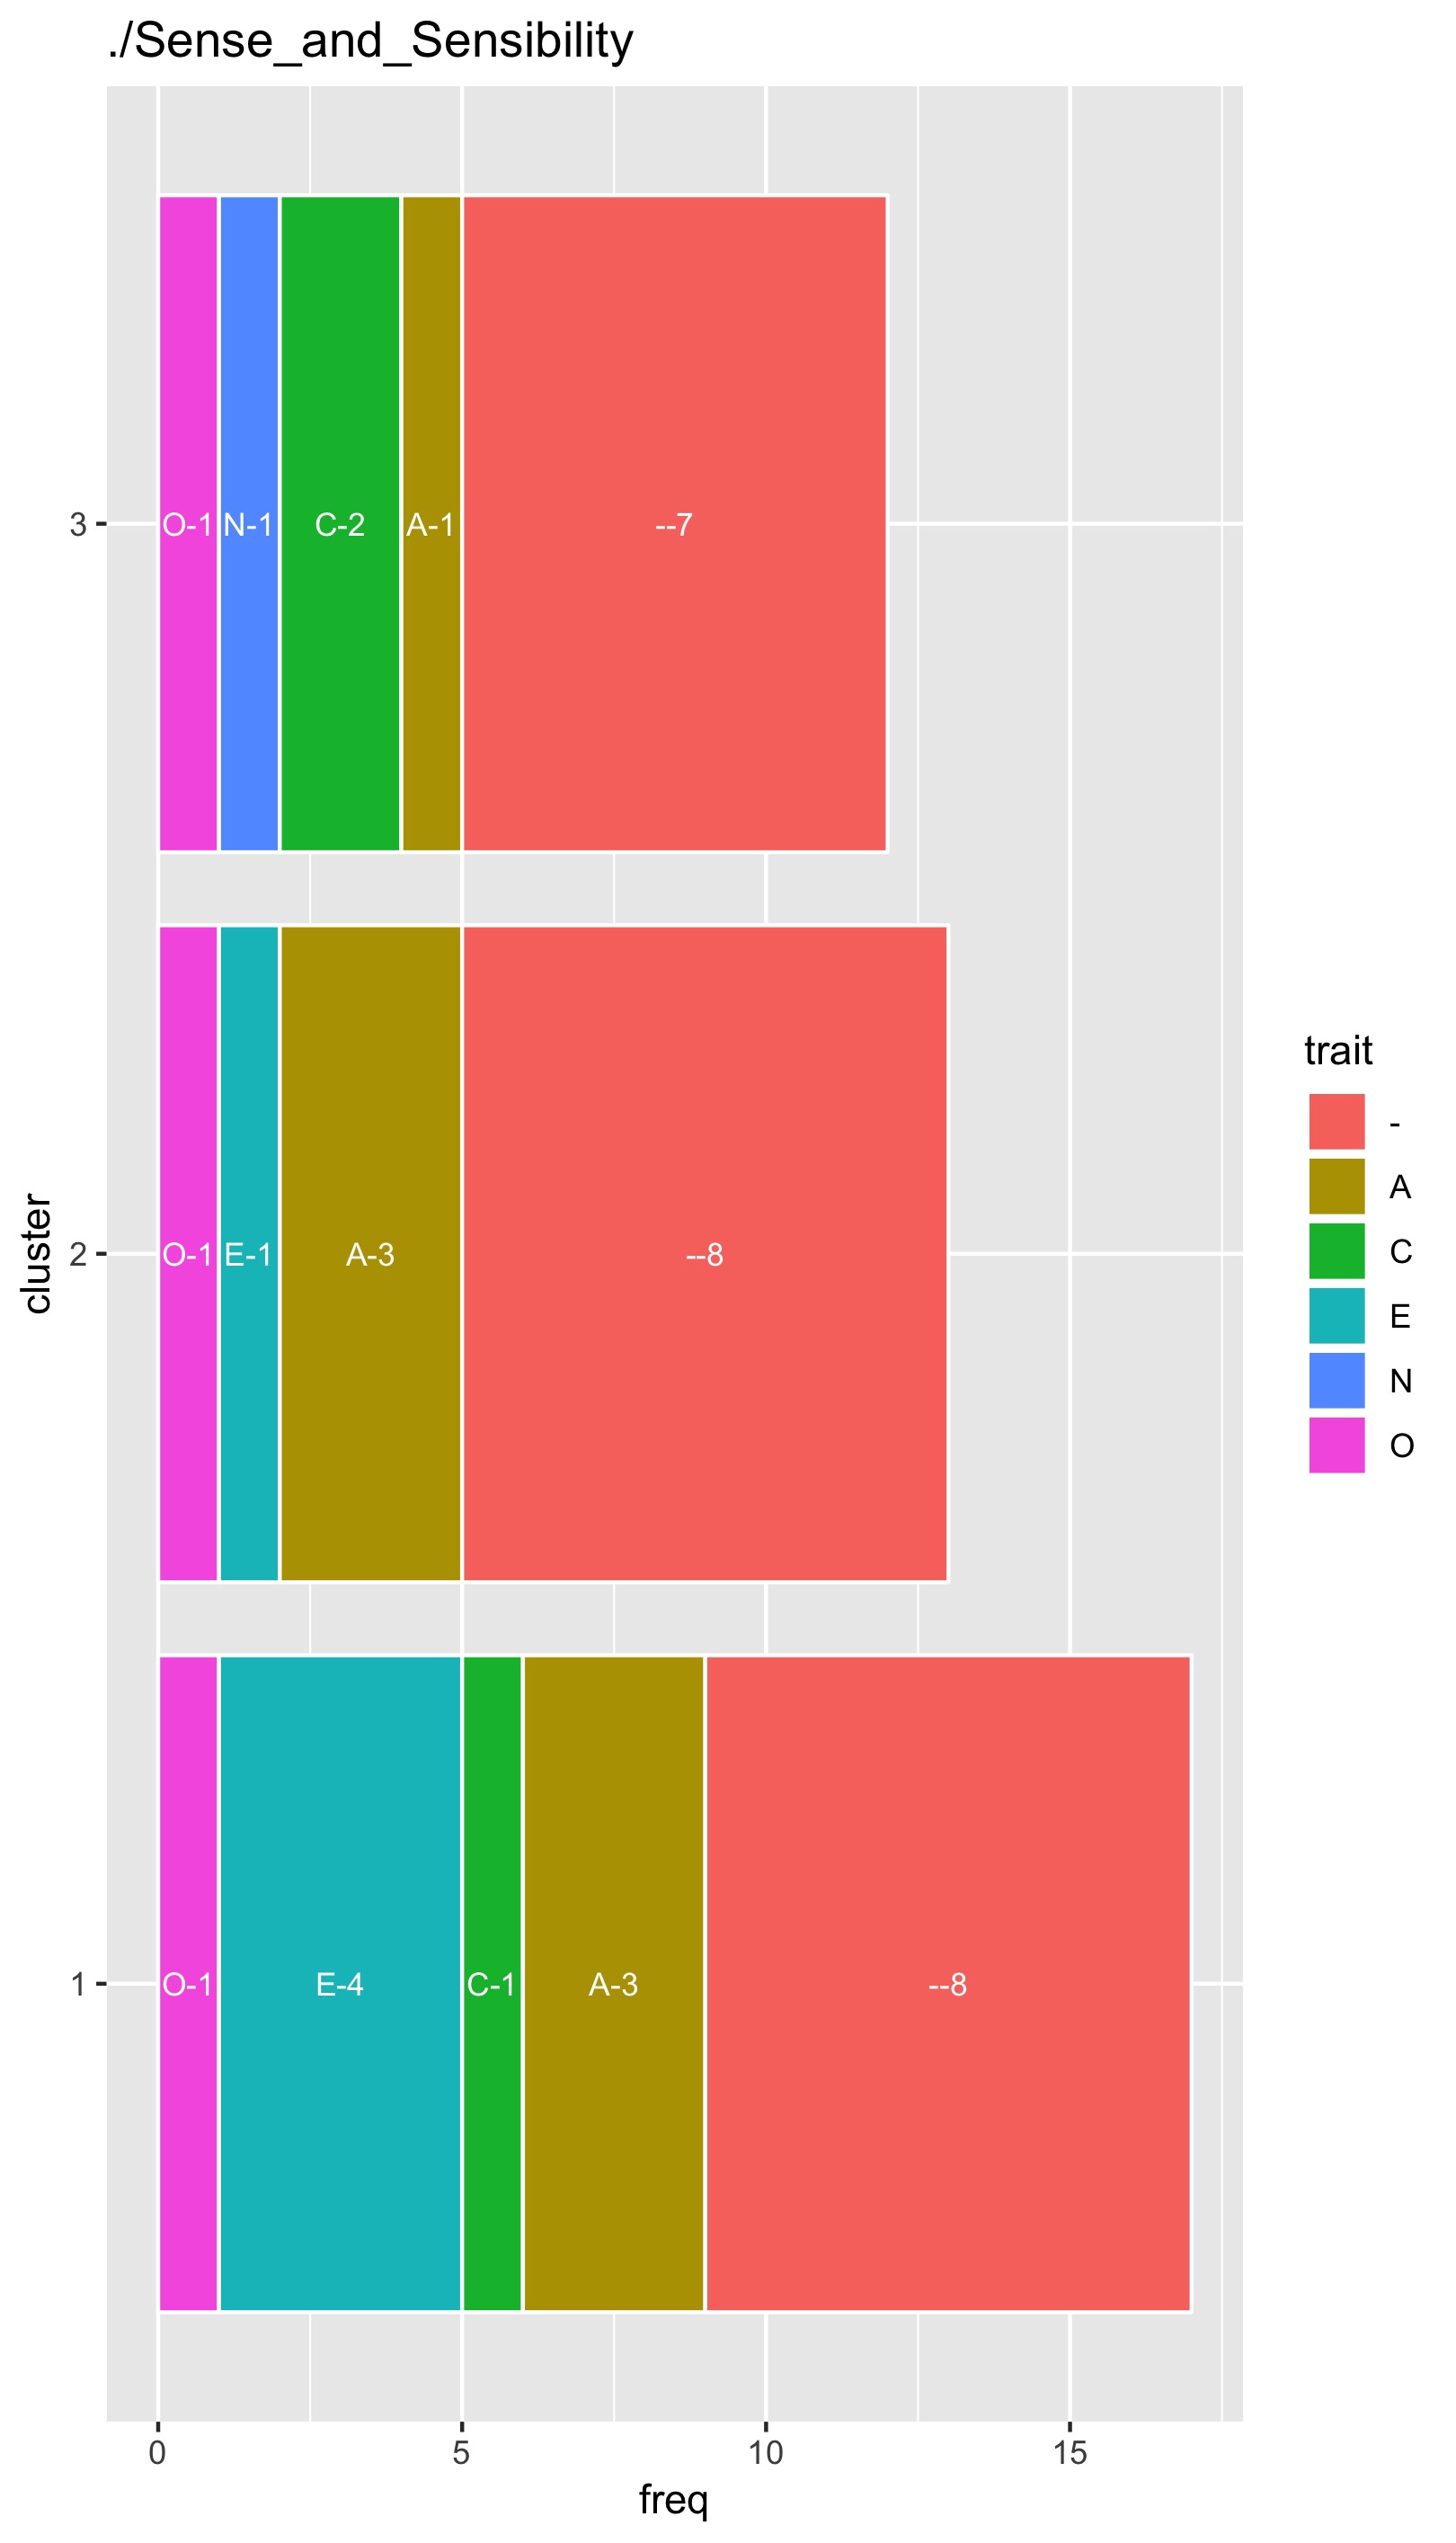 ./Sense_and_Sensibility
cluster
3
O-1 N-1 C-2 A-1 --7
2
O-1 E-1 A-3 --8
1
O-1 E-4 C-1 A-3 --8
0 5 10 15
freq
trait
-
A
C
E
N
O